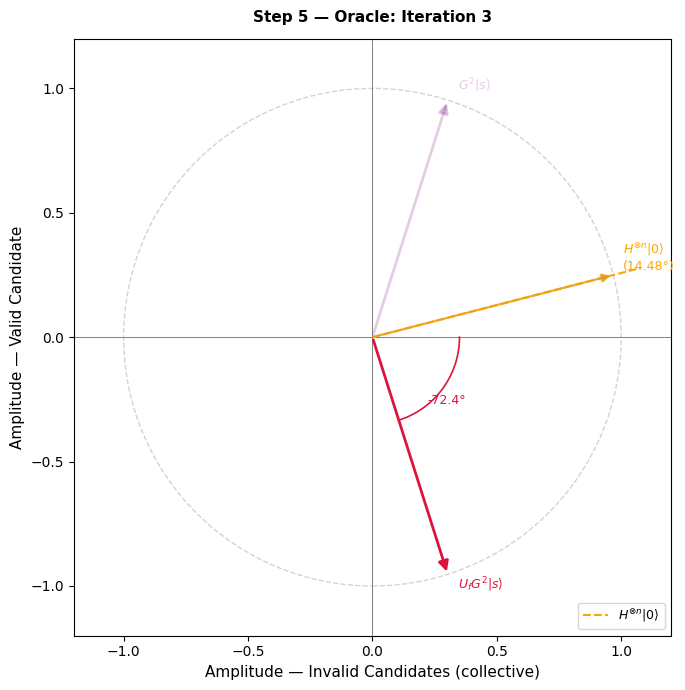 Step 5 — Oracle: Iteration 3
G²|s⟩
H⊗ⁿ|0⟩
(14.48°)
-72.4°
U_f G²|s⟩
H⊗ⁿ|0⟩
1.0
0.5
0.0
−0.5
−1.0
−1.0
−0.5
0.0
0.5
1.0
Amplitude — Valid Candidate
Amplitude — Invalid Candidates (collective)